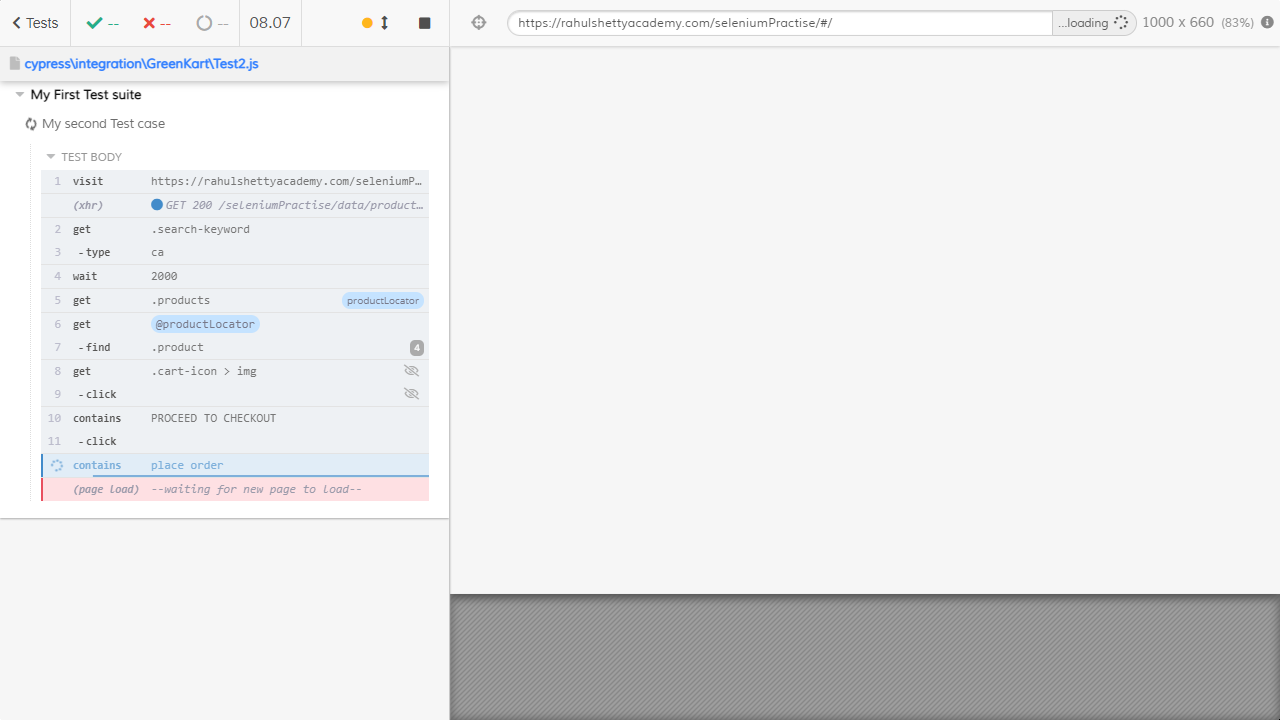 Tests -- -- -- 08.07
https://rahulshettyacademy.com/seleniumPractise/#/ ...loading 1000 x 660 (83%)
cypress\integration\GreenKart\Test2.js
My First Test suite
My second Test case
TEST BODY
1 visit https://rahulshettyacademy.com/seleniumP...
(xhr) GET 200 /seleniumPractise/data/product...
2 get .search-keyword
3 -type ca
4 wait 2000
5 get .products productLocator
6 get @productLocator
7 -find .product 4
8 get .cart-icon > img
9 -click
10 contains PROCEED TO CHECKOUT
11 -click
contains place order
(page load) --waiting for new page to load--